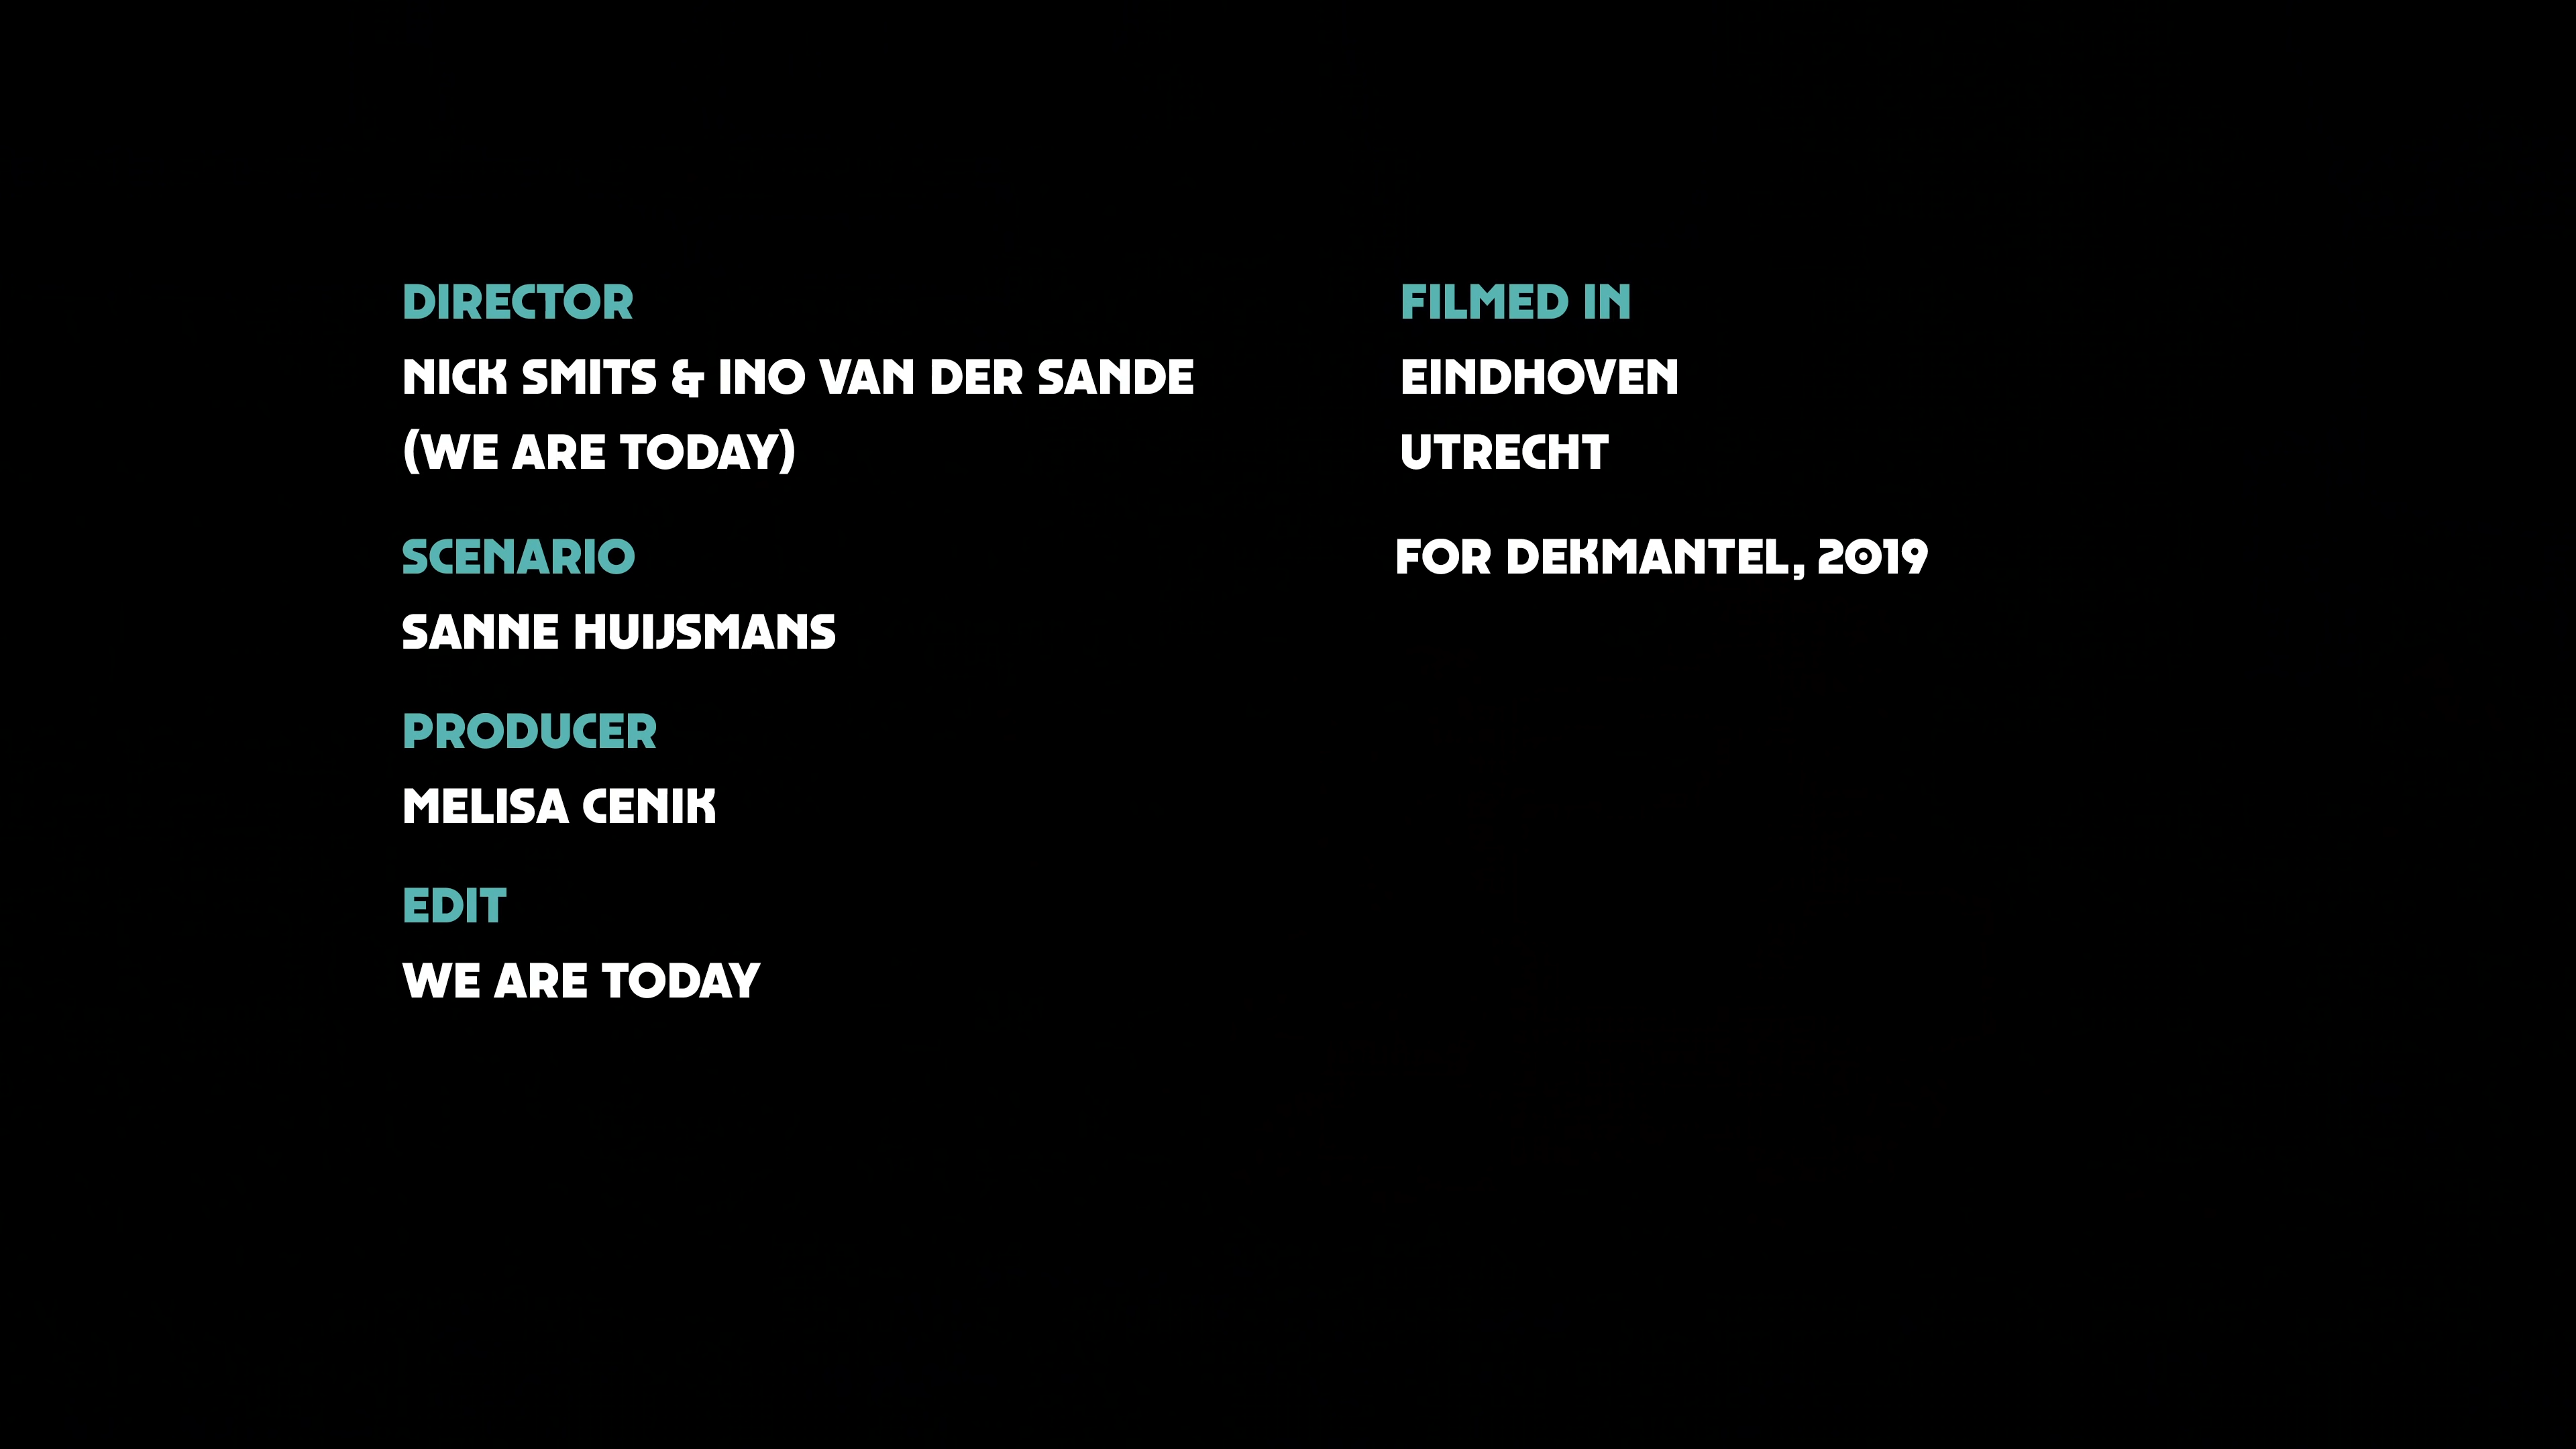 DIRECTOR
NICK SMITS & INO VAN DER SANDE
(WE ARE TODAY)
SCENARIO
SANNE HUIJSMANS
PRODUCER
MELISA CENIK
EDIT
WE ARE TODAY
FILMED IN
EINDHOVEN
UTRECHT
FOR DEKMANTEL, 2019